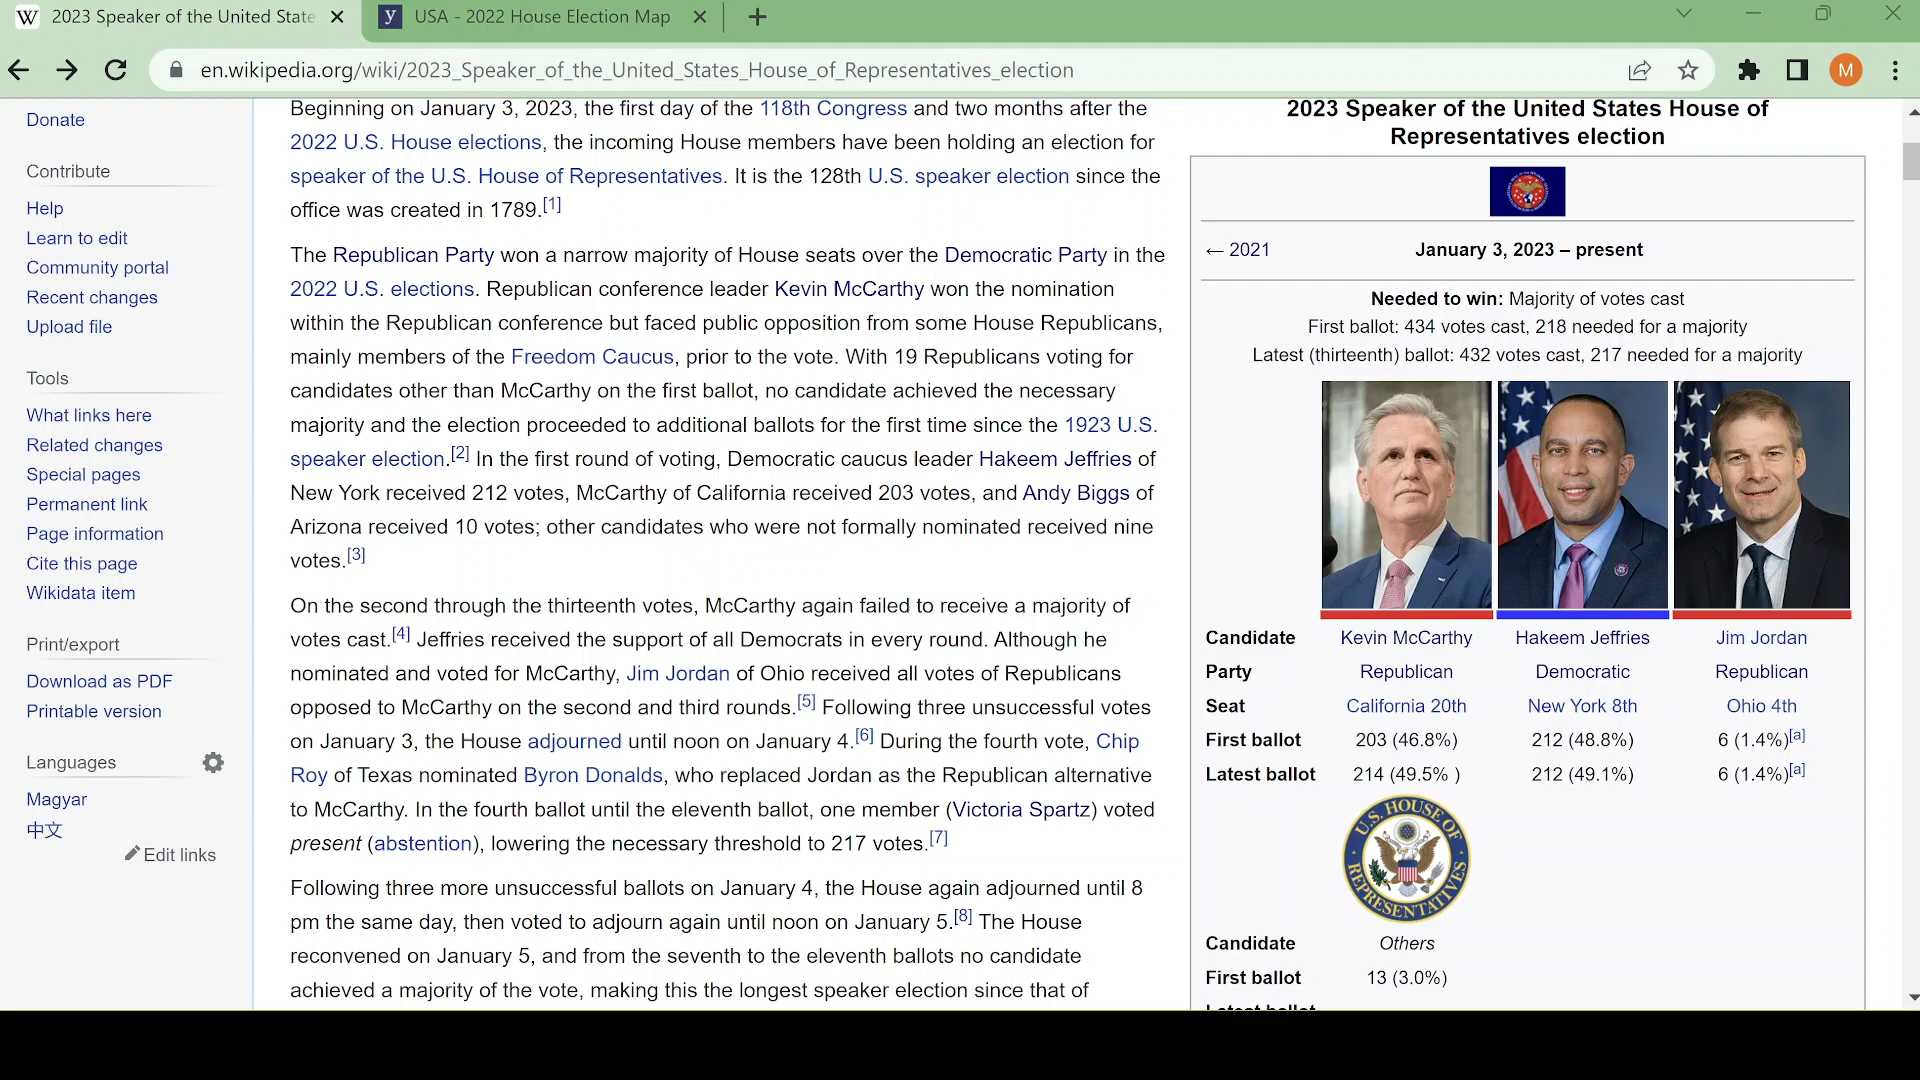 2023 Speaker of the United State
USA - 2022 House Election Map
en.wikipedia.org/wiki/2023_Speaker_of_the_United_States_House_of_Representatives_election
M
Donate
Contribute
Help
Learn to edit
Community portal
Recent changes
Upload file
Tools
What links here
Related changes
Special pages
Permanent link
Page information
Cite this page
Wikidata item
Print/export
Download as PDF
Printable version
Languages
Magyar
中文
Edit links
Beginning on January 3, 2023, the first day of the 118th Congress and two months after the
2022 U.S. House elections, the incoming House members have been holding an election for
speaker of the U.S. House of Representatives. It is the 128th U.S. speaker election since the
office was created in 1789.[1]
The Republican Party won a narrow majority of House seats over the Democratic Party in the
2022 U.S. elections. Republican conference leader Kevin McCarthy won the nomination
within the Republican conference but faced public opposition from some House Republicans,
mainly members of the Freedom Caucus, prior to the vote. With 19 Republicans voting for
candidates other than McCarthy on the first ballot, no candidate achieved the necessary
majority and the election proceeded to additional ballots for the first time since the 1923 U.S.
speaker election.[2] In the first round of voting, Democratic caucus leader Hakeem Jeffries of
New York received 212 votes, McCarthy of California received 203 votes, and Andy Biggs of
Arizona received 10 votes; other candidates who were not formally nominated received nine
votes.[3]
On the second through the thirteenth votes, McCarthy again failed to receive a majority of
votes cast.[4] Jeffries received the support of all Democrats in every round. Although he
nominated and voted for McCarthy, Jim Jordan of Ohio received all votes of Republicans
opposed to McCarthy on the second and third rounds.[5] Following three unsuccessful votes
on January 3, the House adjourned until noon on January 4.[6] During the fourth vote, Chip
Roy of Texas nominated Byron Donalds, who replaced Jordan as the Republican alternative
to McCarthy. In the fourth ballot until the eleventh ballot, one member (Victoria Spartz) voted
present (abstention), lowering the necessary threshold to 217 votes.[7]
Following three more unsuccessful ballots on January 4, the House again adjourned until 8
pm the same day, then voted to adjourn again until noon on January 5.[8] The House
reconvened on January 5, and from the seventh to the eleventh ballots no candidate
achieved a majority of the vote, making this the longest speaker election since that of
2023 Speaker of the United States House of
Representatives election
← 2021 January 3, 2023 – present
Needed to win: Majority of votes cast
First ballot: 434 votes cast, 218 needed for a majority
Latest (thirteenth) ballot: 432 votes cast, 217 needed for a majority
Candidate Kevin McCarthy Hakeem Jeffries Jim Jordan
Party Republican Democratic Republican
Seat California 20th New York 8th Ohio 4th
First ballot 203 (46.8%) 212 (48.8%) 6 (1.4%)[a]
Latest ballot 214 (49.5% ) 212 (49.1%) 6 (1.4%)[a]
U.S. HOUSE OF
REPRESENTATIVES
Candidate Others
First ballot 13 (3.0%)
Latest ballot